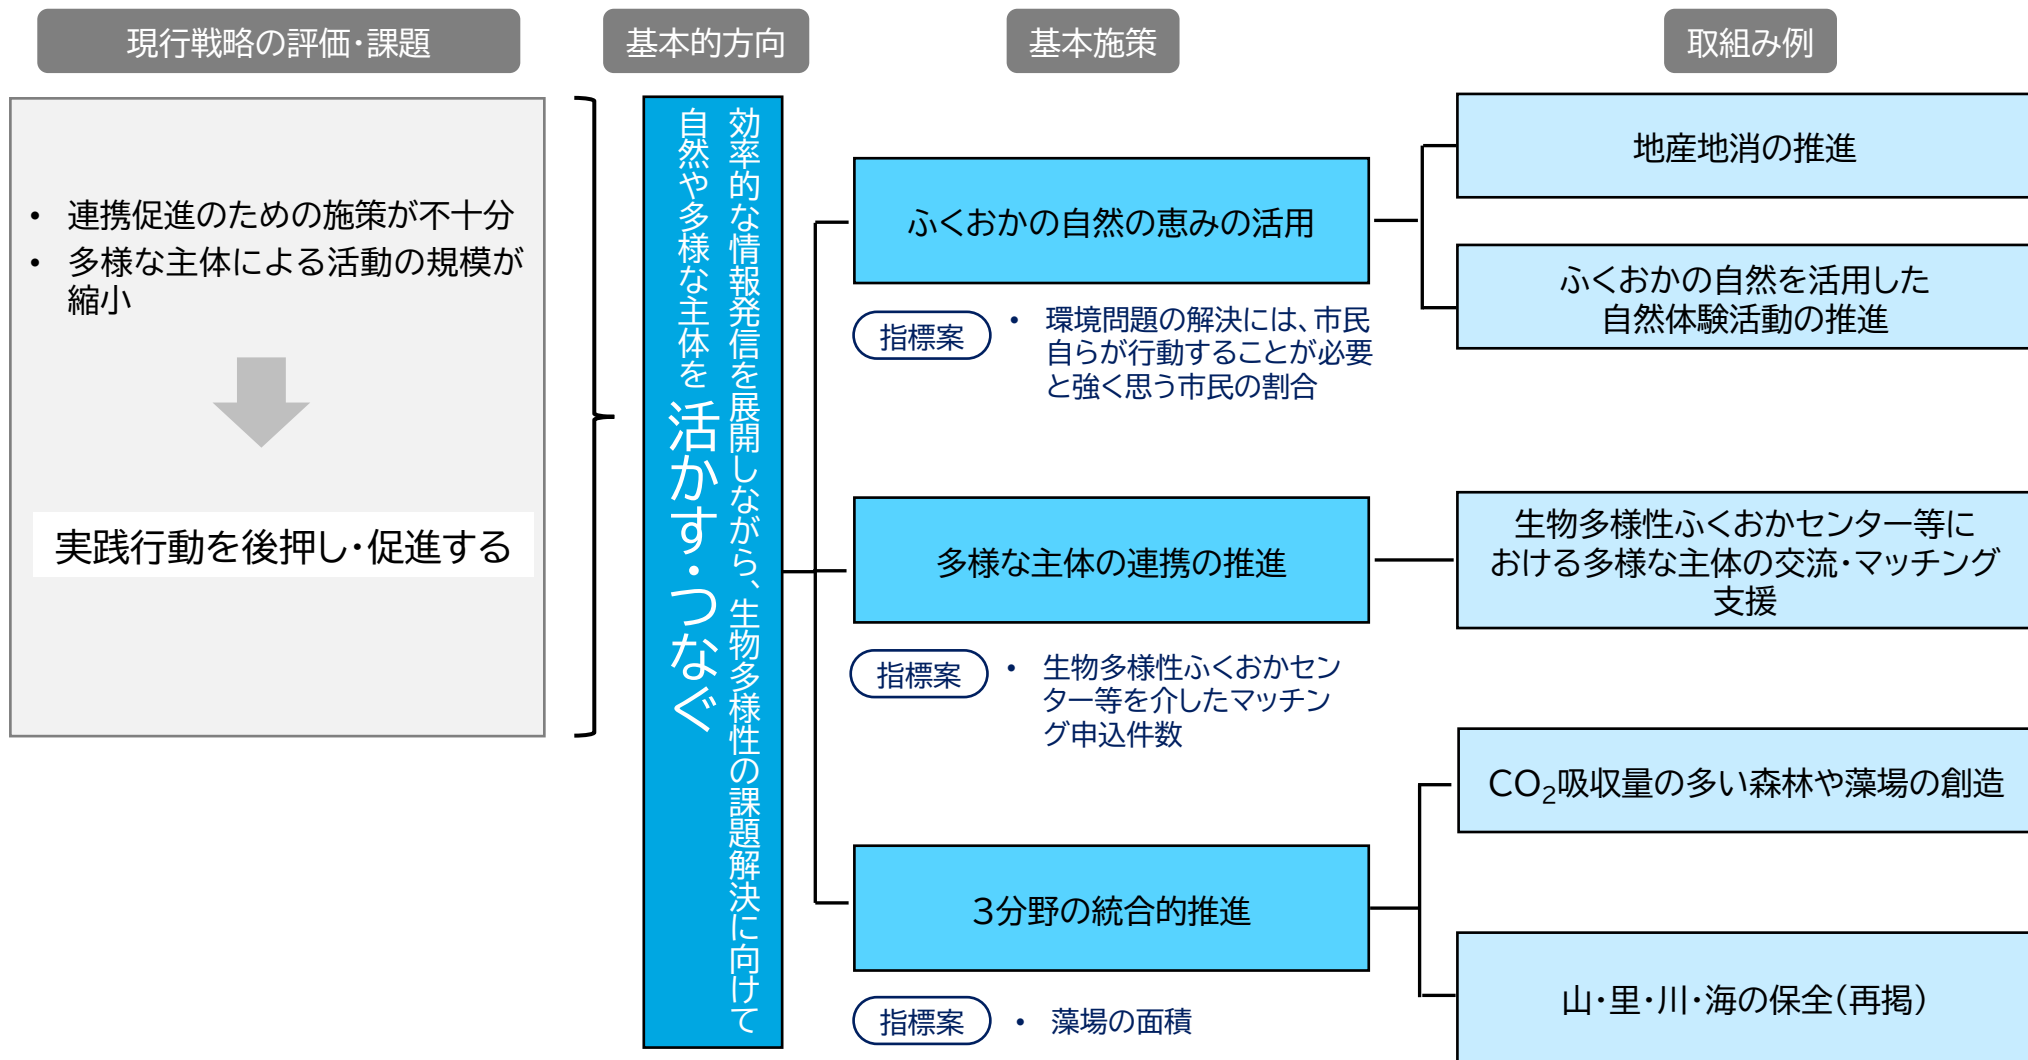 現行戦略の評価・課題
基本的方向
基本施策
取組み例
• 連携促進のための施策が不十分
• 多様な主体による活動の規模が
縮小
実践行動を後押し・促進する
効率的な情報発信を展開しながら、生物多様性の課題解決に向けて
自然や多様な主体を 活かす・つなぐ
ふくおかの自然の恵みの活用
指標案
• 環境問題の解決には、市民
自らが行動することが必要
と強く思う市民の割合
地産地消の推進
ふくおかの自然を活用した
自然体験活動の推進
多様な主体の連携の推進
指標案
• 生物多様性ふくおかセン
ター等を介したマッチン
グ申込件数
生物多様性ふくおかセンター等に
おける多様な主体の交流・マッチング
支援
3分野の統合的推進
指標案
• 藻場の面積
CO₂吸収量の多い森林や藻場の創造
山・里・川・海の保全（再掲）